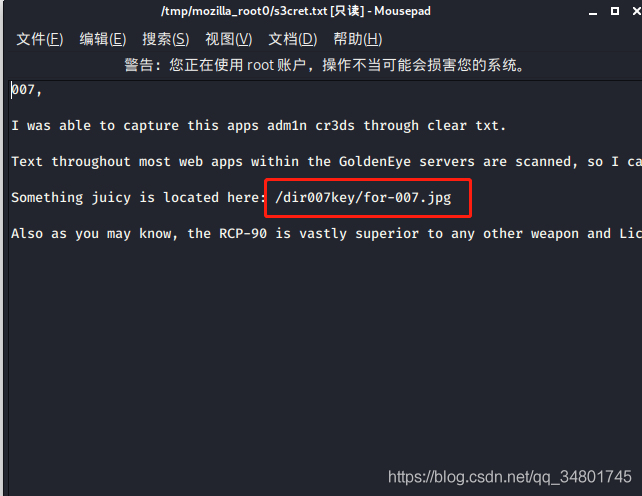 /tmp/mozilla_root0/s3cret.txt [只读] - Mousepad
文件(F) 编辑(E) 搜索(S) 视图(V) 文档(D) 帮助(H)
警告：您正在使用 root 账户，操作不当可能会损害您的系统。
007,
I was able to capture this apps adm1n cr3ds through clear txt.
Text throughout most web apps within the GoldenEye servers are scanned, so I ca
Something juicy is located here: /dir007key/for-007.jpg
Also as you may know, the RCP-90 is vastly superior to any other weapon and Lic
https://blog.csdn.net/qq_34801745